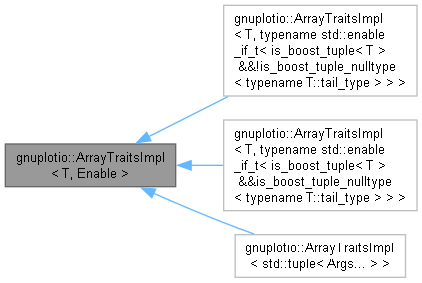 gnuplotio::ArrayTraitsImpl
< T, typename std::enable
_if_t< is_boost_tuple< T >
&&!is_boost_tuple_nulltype
< typename T::tail_type > > >
gnuplotio::ArrayTraitsImpl
< T, Enable >
gnuplotio::ArrayTraitsImpl
< T, typename std::enable
_if_t< is_boost_tuple< T >
&&is_boost_tuple_nulltype
< typename T::tail_type > > >
gnuplotio::ArrayTraitsImpl
< std::tuple< Args... > >